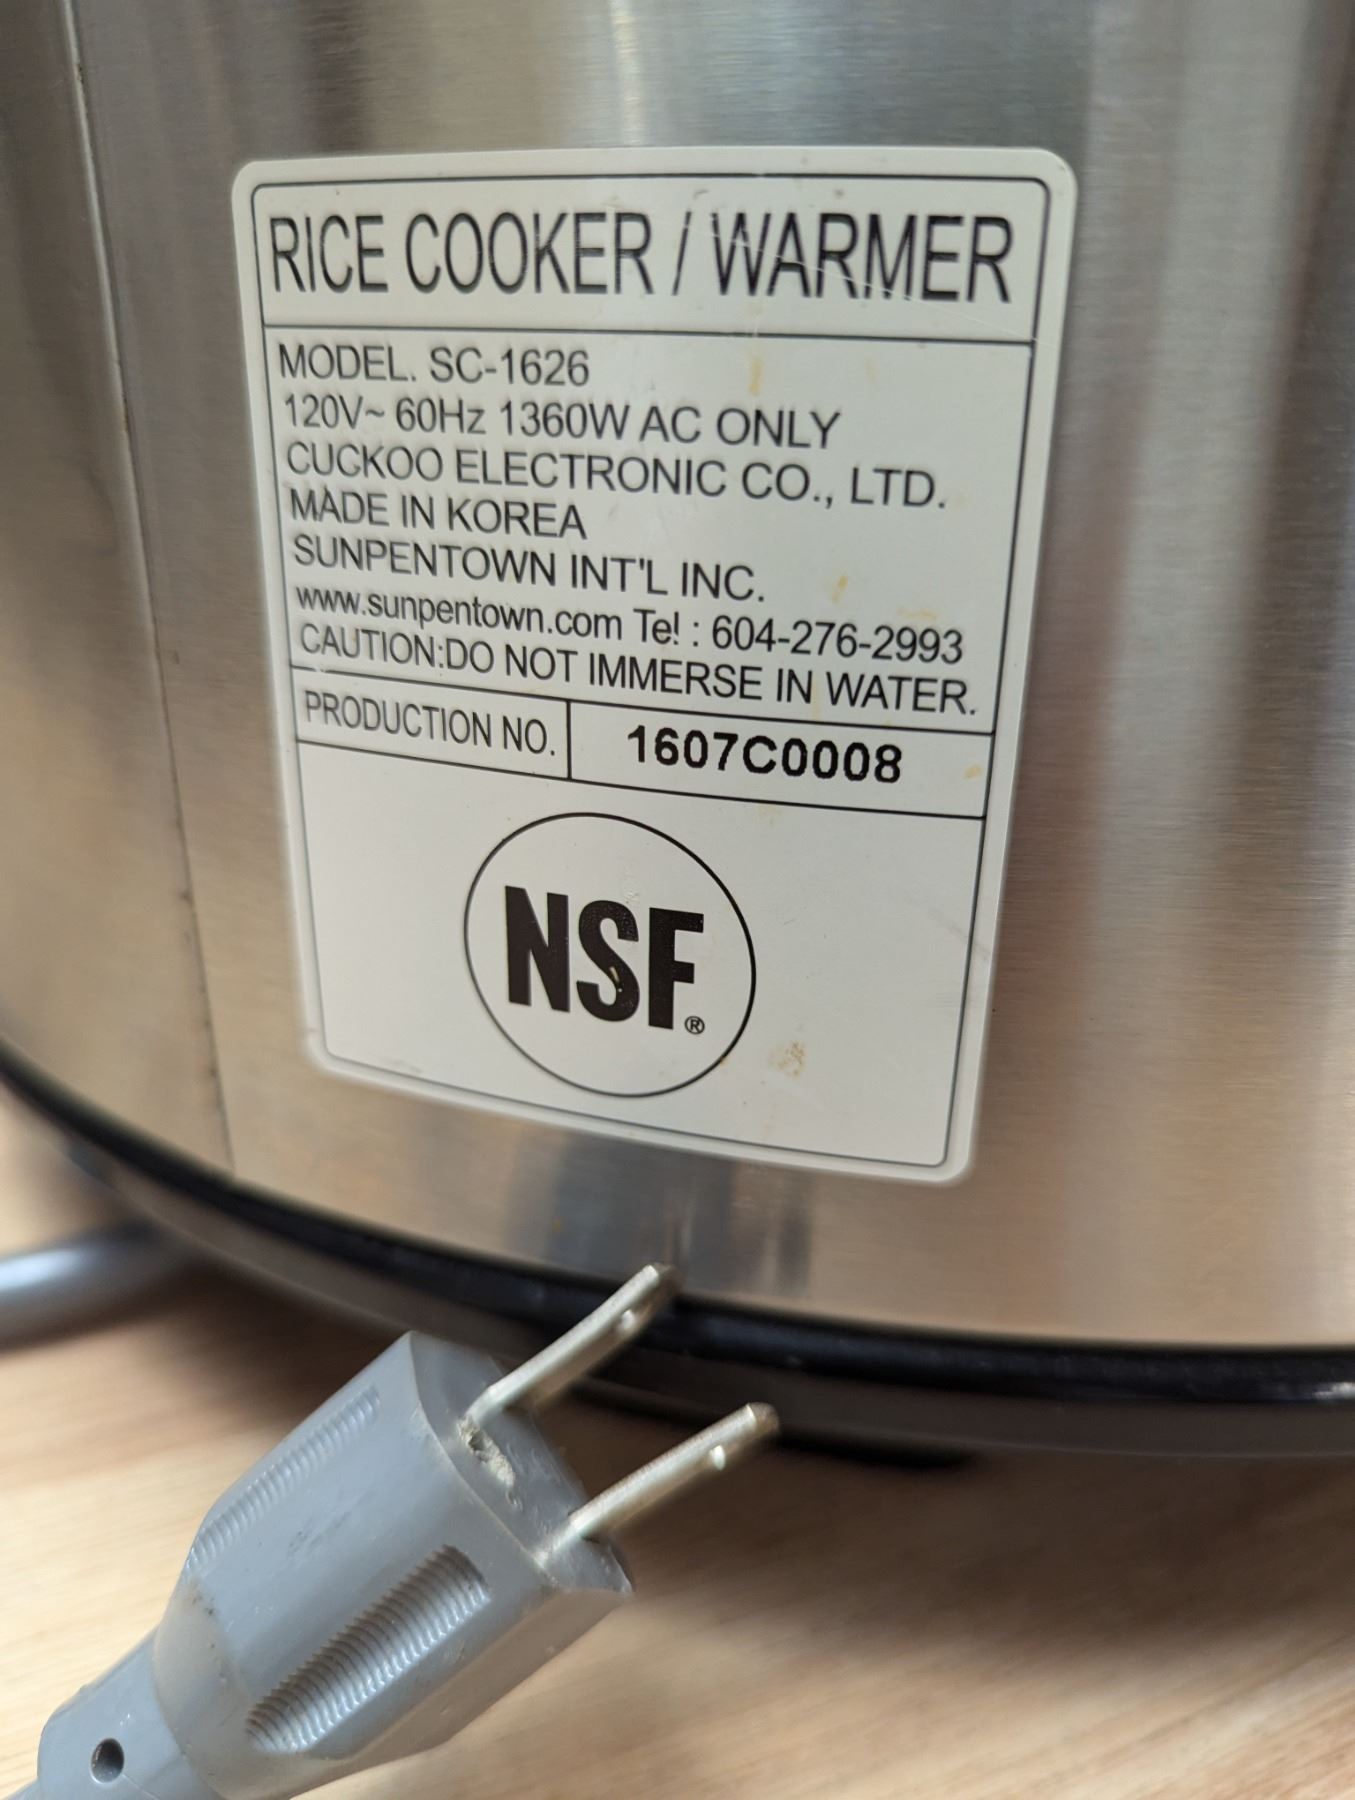 RICE COOKER / WARMER
MODEL. SC-1626
120V~ 60Hz 1360W AC ONLY
CUCKOO ELECTRONIC CO., LTD.
MADE IN KOREA
SUNPENTOWN INT'L INC.
www.sunpentown.com Te! : 604-276-2993
CAUTION:DO NOT IMMERSE IN WATER.
PRODUCTION NO. 1607C0008
NSF®